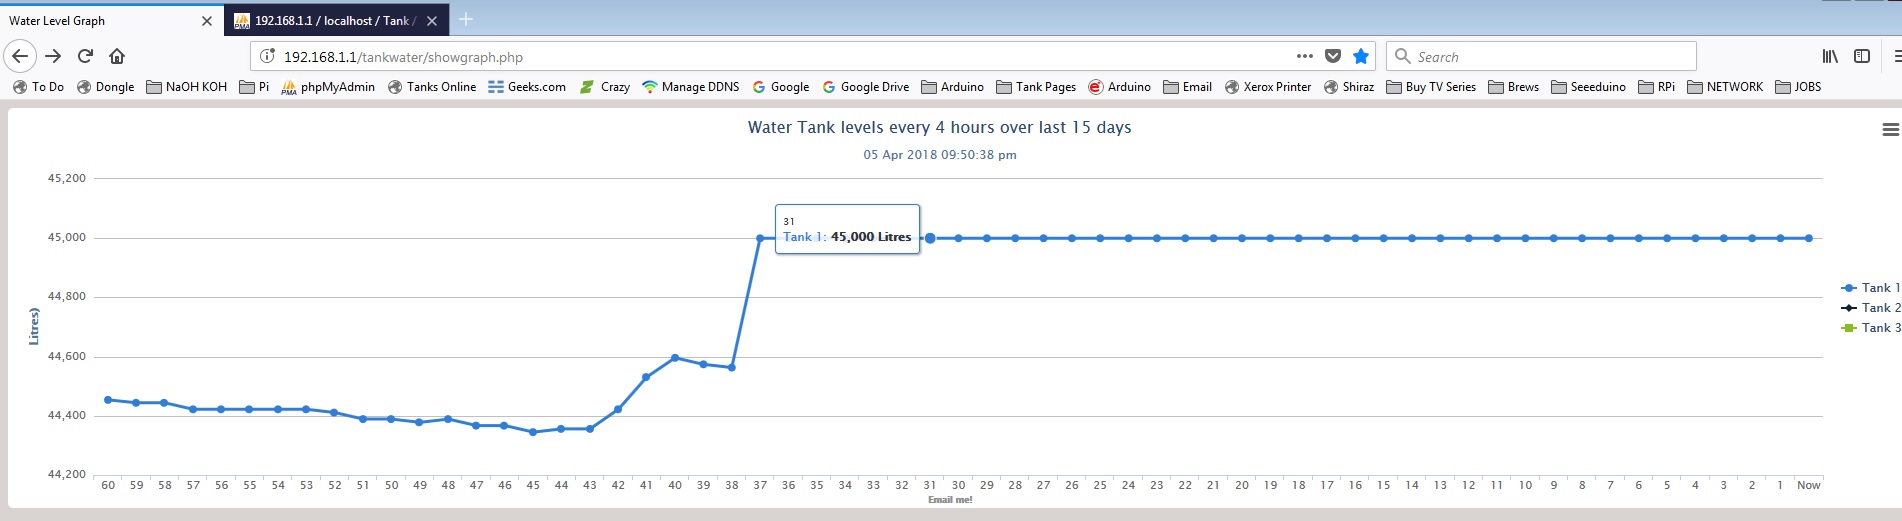 Water Level Graph
192.168.1.1 / localhost / Tank /
192.168.1.1/tankwater/showgraph.php
Search
To Do Dongle NaOH KOH Pi phpMyAdmin Tanks Online Geeks.com Crazy Manage DDNS Google Google Drive Arduino Tank Pages Arduino Email Xerox Printer Shiraz Buy TV Series Brews Seeeduino RPi NETWORK JOBS
Water Tank levels every 4 hours over last 15 days
05 Apr 2018 09:50:38 pm
45,200
31
Tank 1: 45,000 Litres
45,000
44,800
44,600
44,400
44,200
Litres)
Tank 1
Tank 2
Tank 3
60 59 58 57 56 55 54 53 52 51 50 49 48 47 46 45 44 43 42 41 40 39 38 37 36 35 34 33 32 31 30 29 28 27 26 25 24 23 22 21 20 19 18 17 16 15 14 13 12 11 10 9 8 7 6 5 4 3 2 1 Now
Email me!